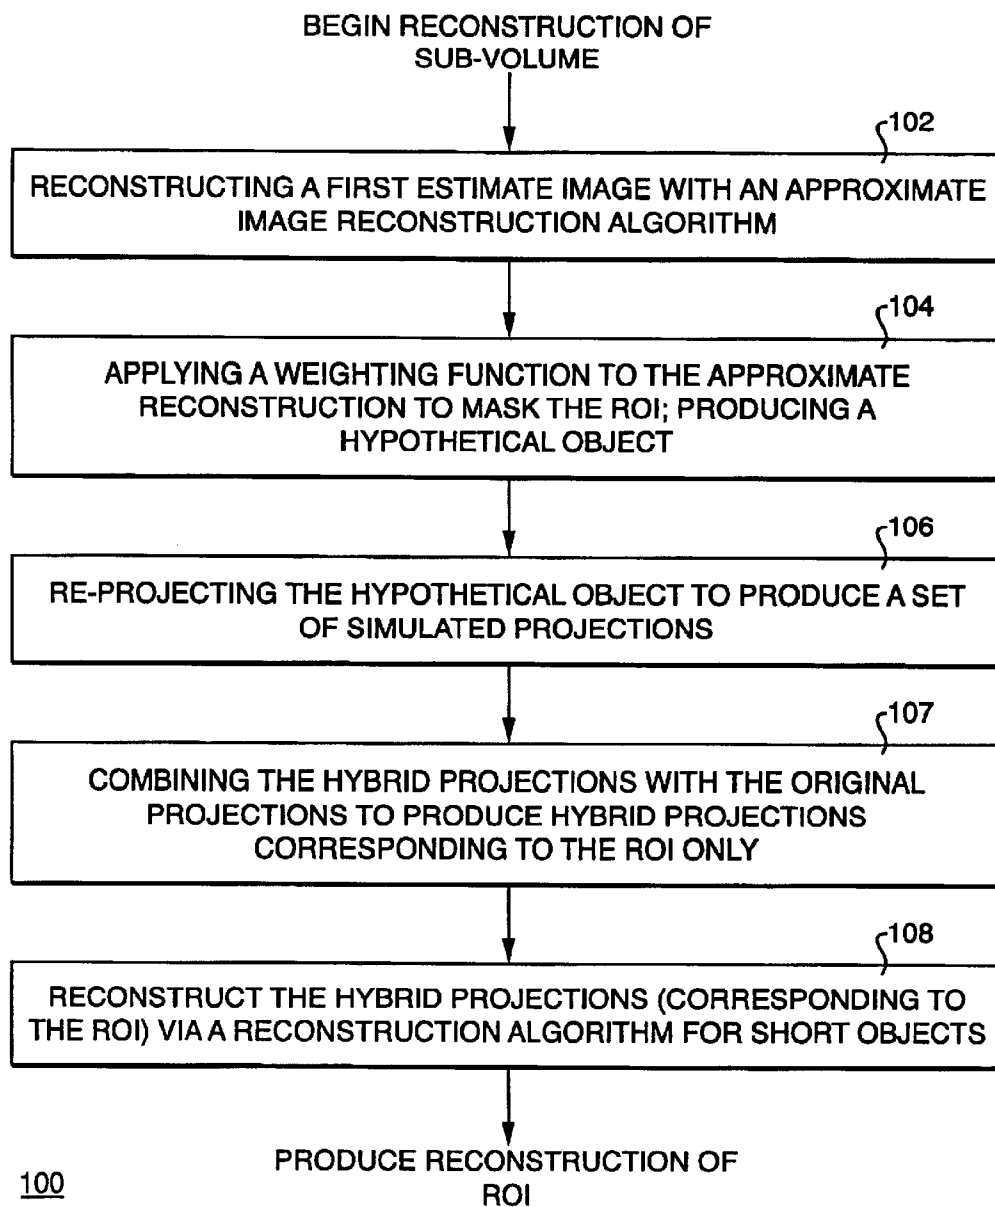 BEGIN RECONSTRUCTION OF
SUB-VOLUME
102
RECONSTRUCTING A FIRST ESTIMATE IMAGE WITH AN APPROXIMATE
IMAGE RECONSTRUCTION ALGORITHM
104
APPLYING A WEIGHTING FUNCTION TO THE APPROXIMATE
RECONSTRUCTION TO MASK THE ROI; PRODUCING A
HYPOTHETICAL OBJECT
106
RE-PROJECTING THE HYPOTHETICAL OBJECT TO PRODUCE A SET
OF SIMULATED PROJECTIONS
107
COMBINING THE HYBRID PROJECTIONS WITH THE ORIGINAL
PROJECTIONS TO PRODUCE HYBRID PROJECTIONS
CORRESPONDING TO THE ROI ONLY
108
RECONSTRUCT THE HYBRID PROJECTIONS (CORRESPONDING TO
THE ROI) VIA A RECONSTRUCTION ALGORITHM FOR SHORT OBJECTS
PRODUCE RECONSTRUCTION OF
ROI
100